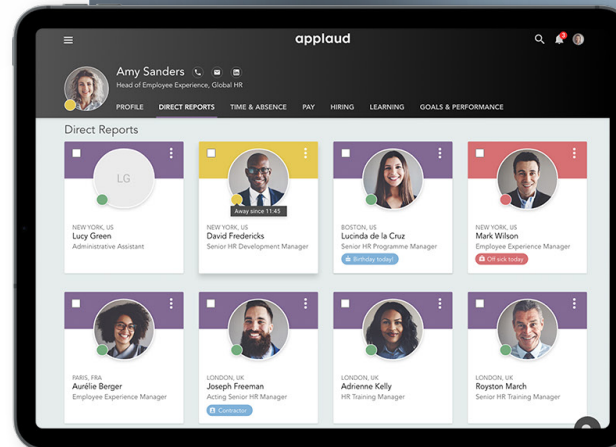 applaud
3
Amy Sanders
Head of Employee Experience, Global HR
PROFILE DIRECT REPORTS TIME & ABSENCE PAY HIRING LEARNING GOALS & PERFORMANCE
Direct Reports
LG
NEW YORK, US
Lucy Green
Administrative Assistant
Away since 11:45
NEW YORK, US
David Fredericks
Senior HR Development Manager
BOSTON, US
Lucinda de la Cruz
Senior HR Programme Manager
Birthday today!
NEW YORK, US
Mark Wilson
Employee Experience Manager
Off sick today
PARIS, FRA
Aurélie Berger
Employee Experience Manager
LONDON, UK
Joseph Freeman
Acting Senior HR Manager
Contractor
LONDON, UK
Adrienne Kelly
HR Training Manager
LONDON, UK
Royston March
Senior HR Training Manager